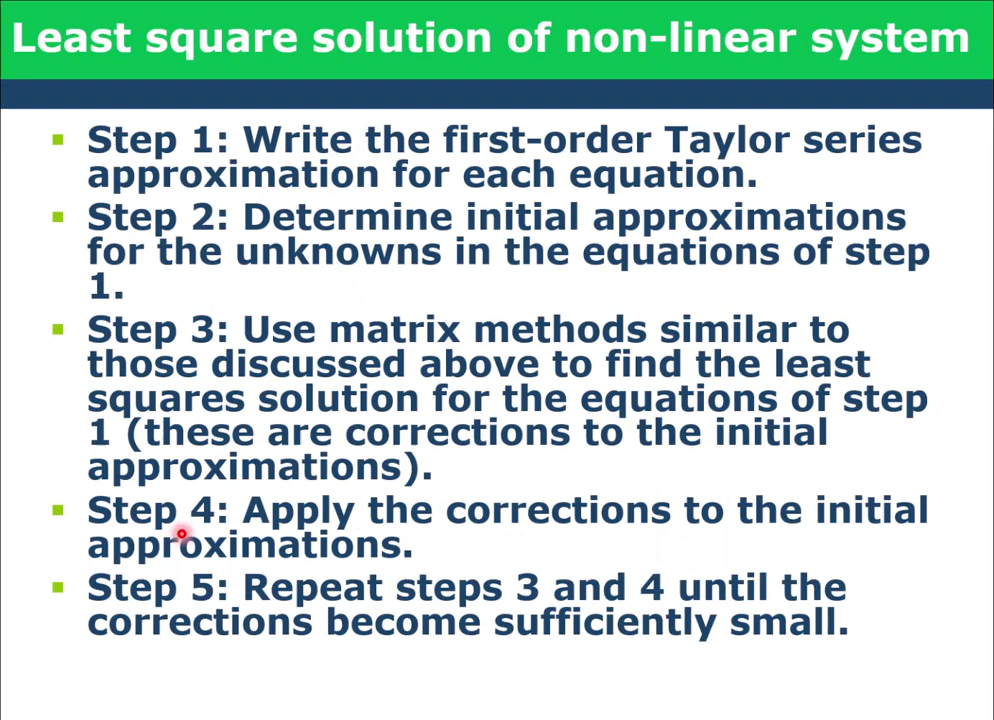 Least square solution of non-linear system
▪ Step 1: Write the first-order Taylor series
approximation for each equation.
▪ Step 2: Determine initial approximations
for the unknowns in the equations of step
1.
▪ Step 3: Use matrix methods similar to
those discussed above to find the least
squares solution for the equations of step
1 (these are corrections to the initial
approximations).
▪ Step 4: Apply the corrections to the initial
approximations.
▪ Step 5: Repeat steps 3 and 4 until the
corrections become sufficiently small.